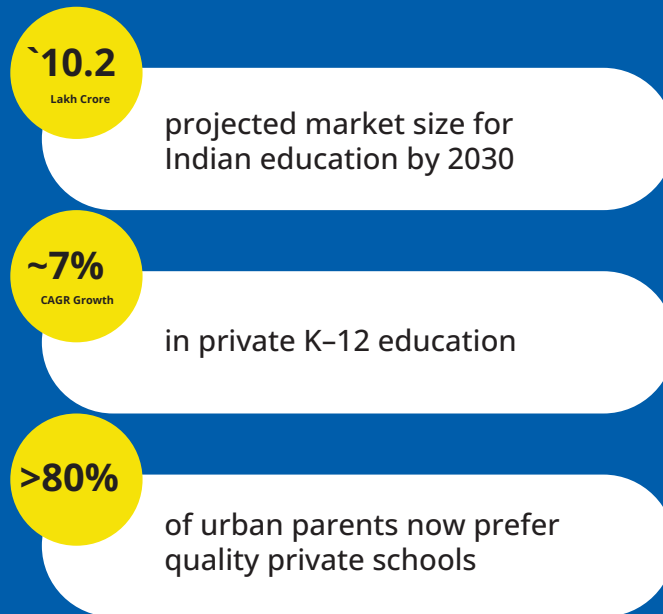 `10.2
Lakh Crore
projected market size for
Indian education by 2030
~7%
CAGR Growth
in private K–12 education
>80%
of urban parents now prefer
quality private schools